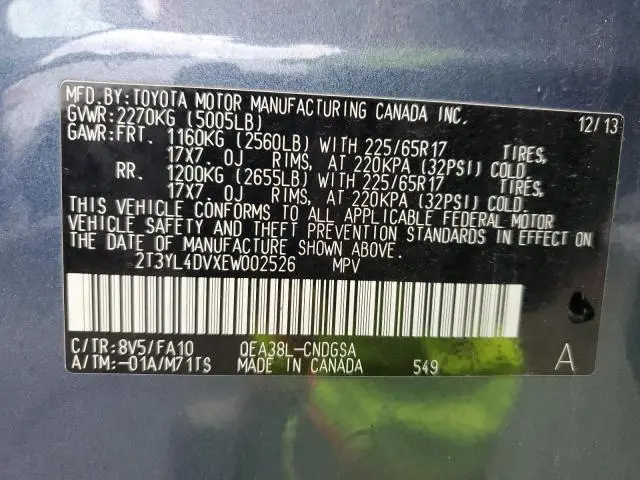 MFD.BY:TOYOTA MOTOR MANUFACTURING CANADA INC.
GVWR:2270KG (5005LB) 12/13
GAWR:FRT. 1160KG (2560LB) WITH 225/65R17 TIRES,
17X7. 0J RIMS, AT 220KPA (32PSI) COLD.
RR. 1200KG (2655LB) WITH 225/65R17 TIRES,
17X7. 0J RIMS, AT 220KPA (32PSI) COLD.
THIS VEHICLE CONFORMS TO ALL APPLICABLE FEDERAL MOTOR
VEHICLE SAFETY AND THEFT PREVENTION STANDARDS IN EFFECT ON
THE DATE OF MANUFACTURE SHOWN ABOVE.
2T3YL4DVXEW002526 MPV
C/TR:8V5/FA10 QEA38L-CNDGSA
A/TM:-01A/M71TS MADE IN CANADA 549 A